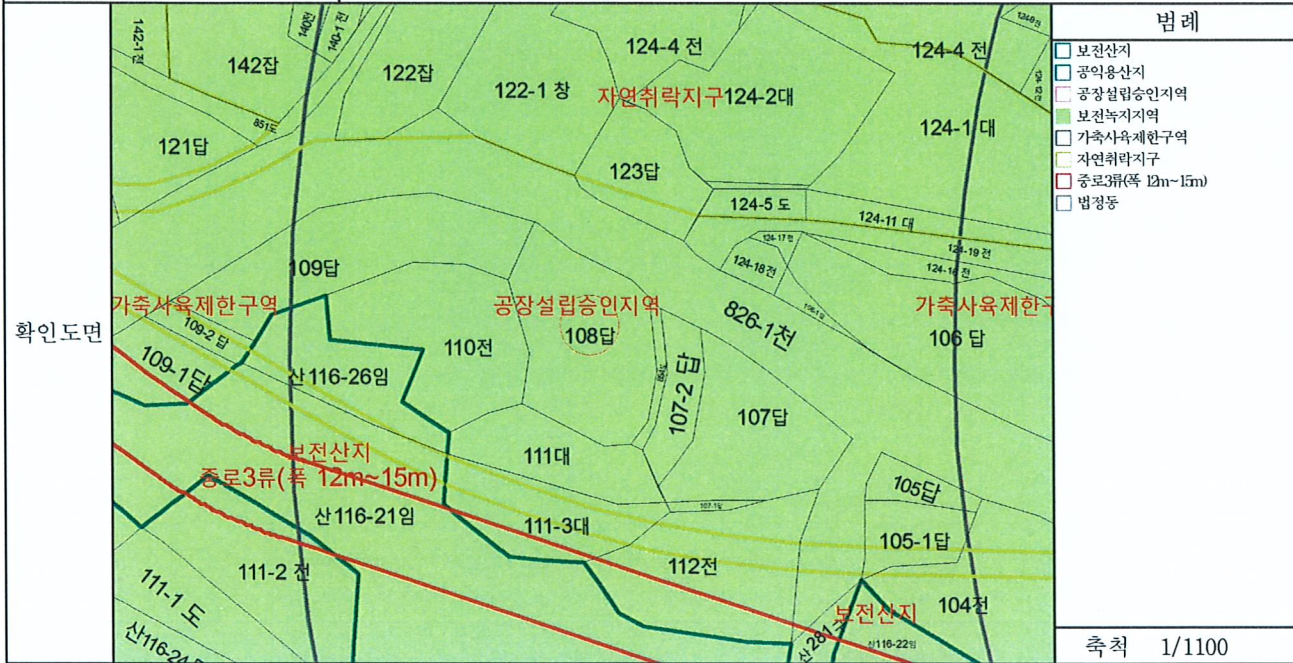 확인도면
142-1 전
140전
140-1 전
124-4 전
124-4 전
142잡
122잡
122-1 창
자연취락지구
124-2대
851도
121답
124-1 대
123답
124-5 도
124-11 대
124-17전
124-19 전
124-18전
124-16 전
109답
가축사육제한구역
공장설립승인지역
가축사육제한구
826-1천
109-2 답
108답
106 답
109-1답
110전
산116-26임
107-2 답
107답
보전산지
111대
중로3류(폭 12m~15m)
105답
산116-21임
107-1답
111-3대
105-1답
111-2 전
112전
111-1 도
보전산지
104전
산116-22임
범례
보전산지
공익용산지
공장설립승인지역
보전녹지지역
가축사육제한구역
자연취락지구
중로3류(폭 12m~15m)
법정동
축척 1/1100